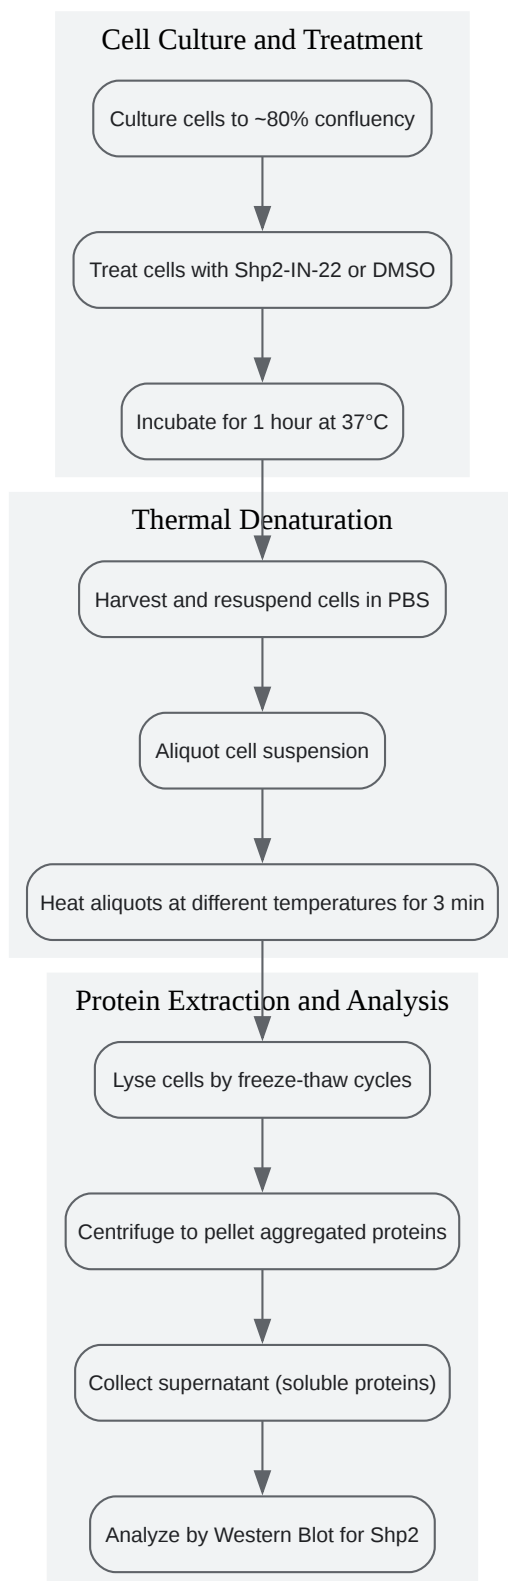 Cell Culture and Treatment
Culture cells to ~80% confluency
Treat cells with Shp2-IN-22 or DMSO
Incubate for 1 hour at 37°C
Thermal Denaturation
Harvest and resuspend cells in PBS
Aliquot cell suspension
Heat aliquots at different temperatures for 3 min
Protein Extraction and Analysis
Lyse cells by freeze-thaw cycles
Centrifuge to pellet aggregated proteins
Collect supernatant (soluble proteins)
Analyze by Western Blot for Shp2